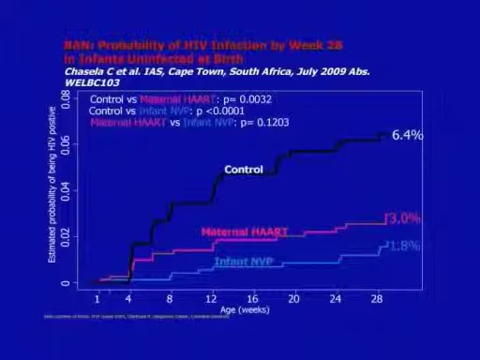 BAN: Probability of HIV Infection by Week 28
in Infants Uninfected at Birth
Chasela C et al. IAS, Cape Town, South Africa, July 2009 Abs.
WELBC103
Control vs Maternal HAART: p= 0.0032
Control vs Infant NVP: p <0.0001
Maternal HAART vs Infant NVP: p= 0.1203
Estimated probability of being HIV positive
0.08
0.06
0.04
0.02
0
6.4%
Control
3.0%
Maternal HAART
1.8%
Infant NVP
1 4 8 12 16 20 24 28
Age (weeks)